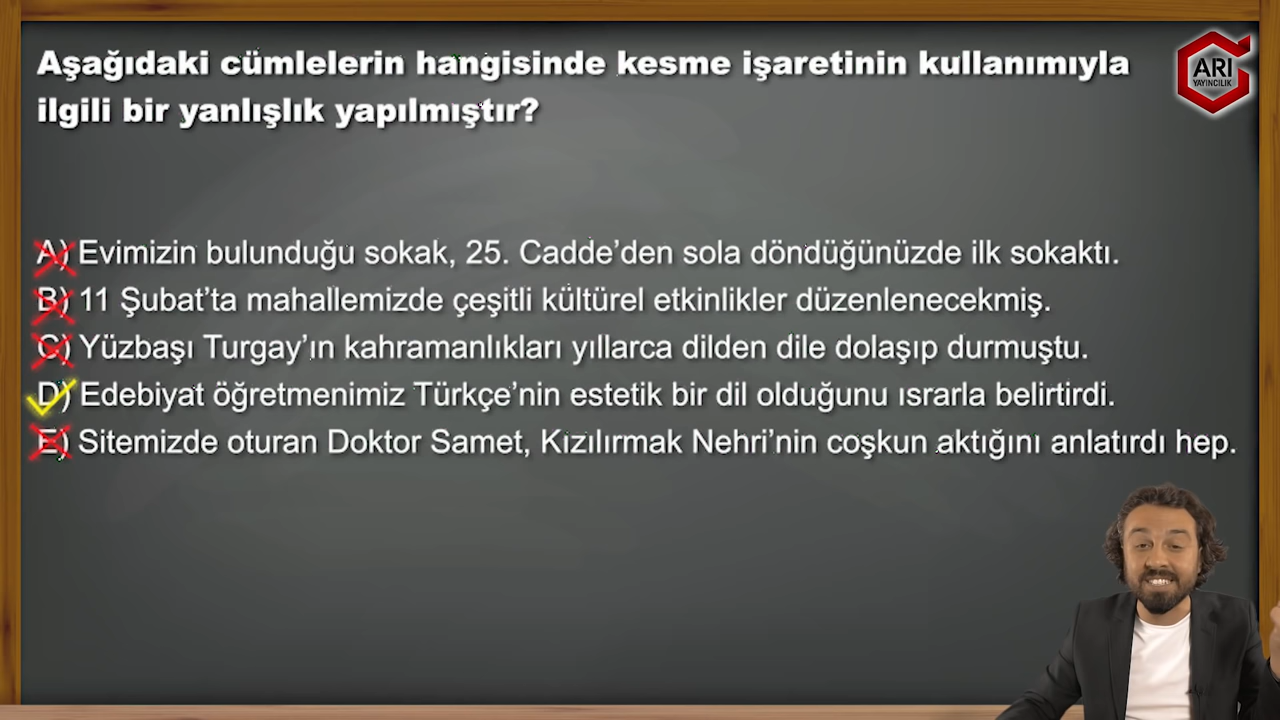 Aşağıdaki cümlelerin hangisinde kesme işaretinin kullanımıyla
ilgili bir yanlışlık yapılmıştır?
ARI
YAYINCILIK
A) Evimizin bulunduğu sokak, 25. Cadde’den sola döndüğünüzde ilk sokaktı.
B) 11 Şubat’ta mahallemizde çeşitli kültürel etkinlikler düzenlenecekmiş.
C) Yüzbaşı Turgay’ın kahramanlıkları yıllarca dilden dile dolaşıp durmuştu.
D) Edebiyat öğretmenimiz Türkçe’nin estetik bir dil olduğunu ısrarla belirtirdi.
E) Sitemizde oturan Doktor Samet, Kızılırmak Nehri’nin coşkun aktığını anlatırdı hep.